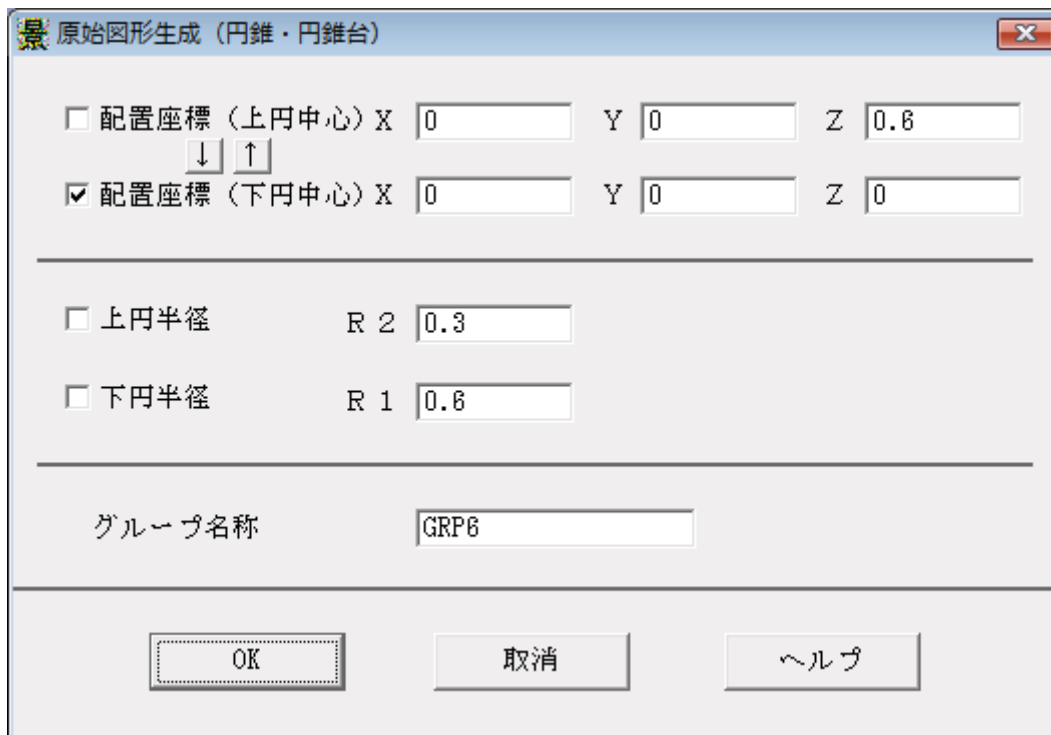 景 原始図形生成（円錐・円錐台）
配置座標（上円中心）X 0 Y 0 Z 0.6
↓ ↑
配置座標（下円中心）X 0 Y 0 Z 0
上円半径 R 2 0.3
下円半径 R 1 0.6
グループ名称 GRP6
OK 取消 ヘルプ